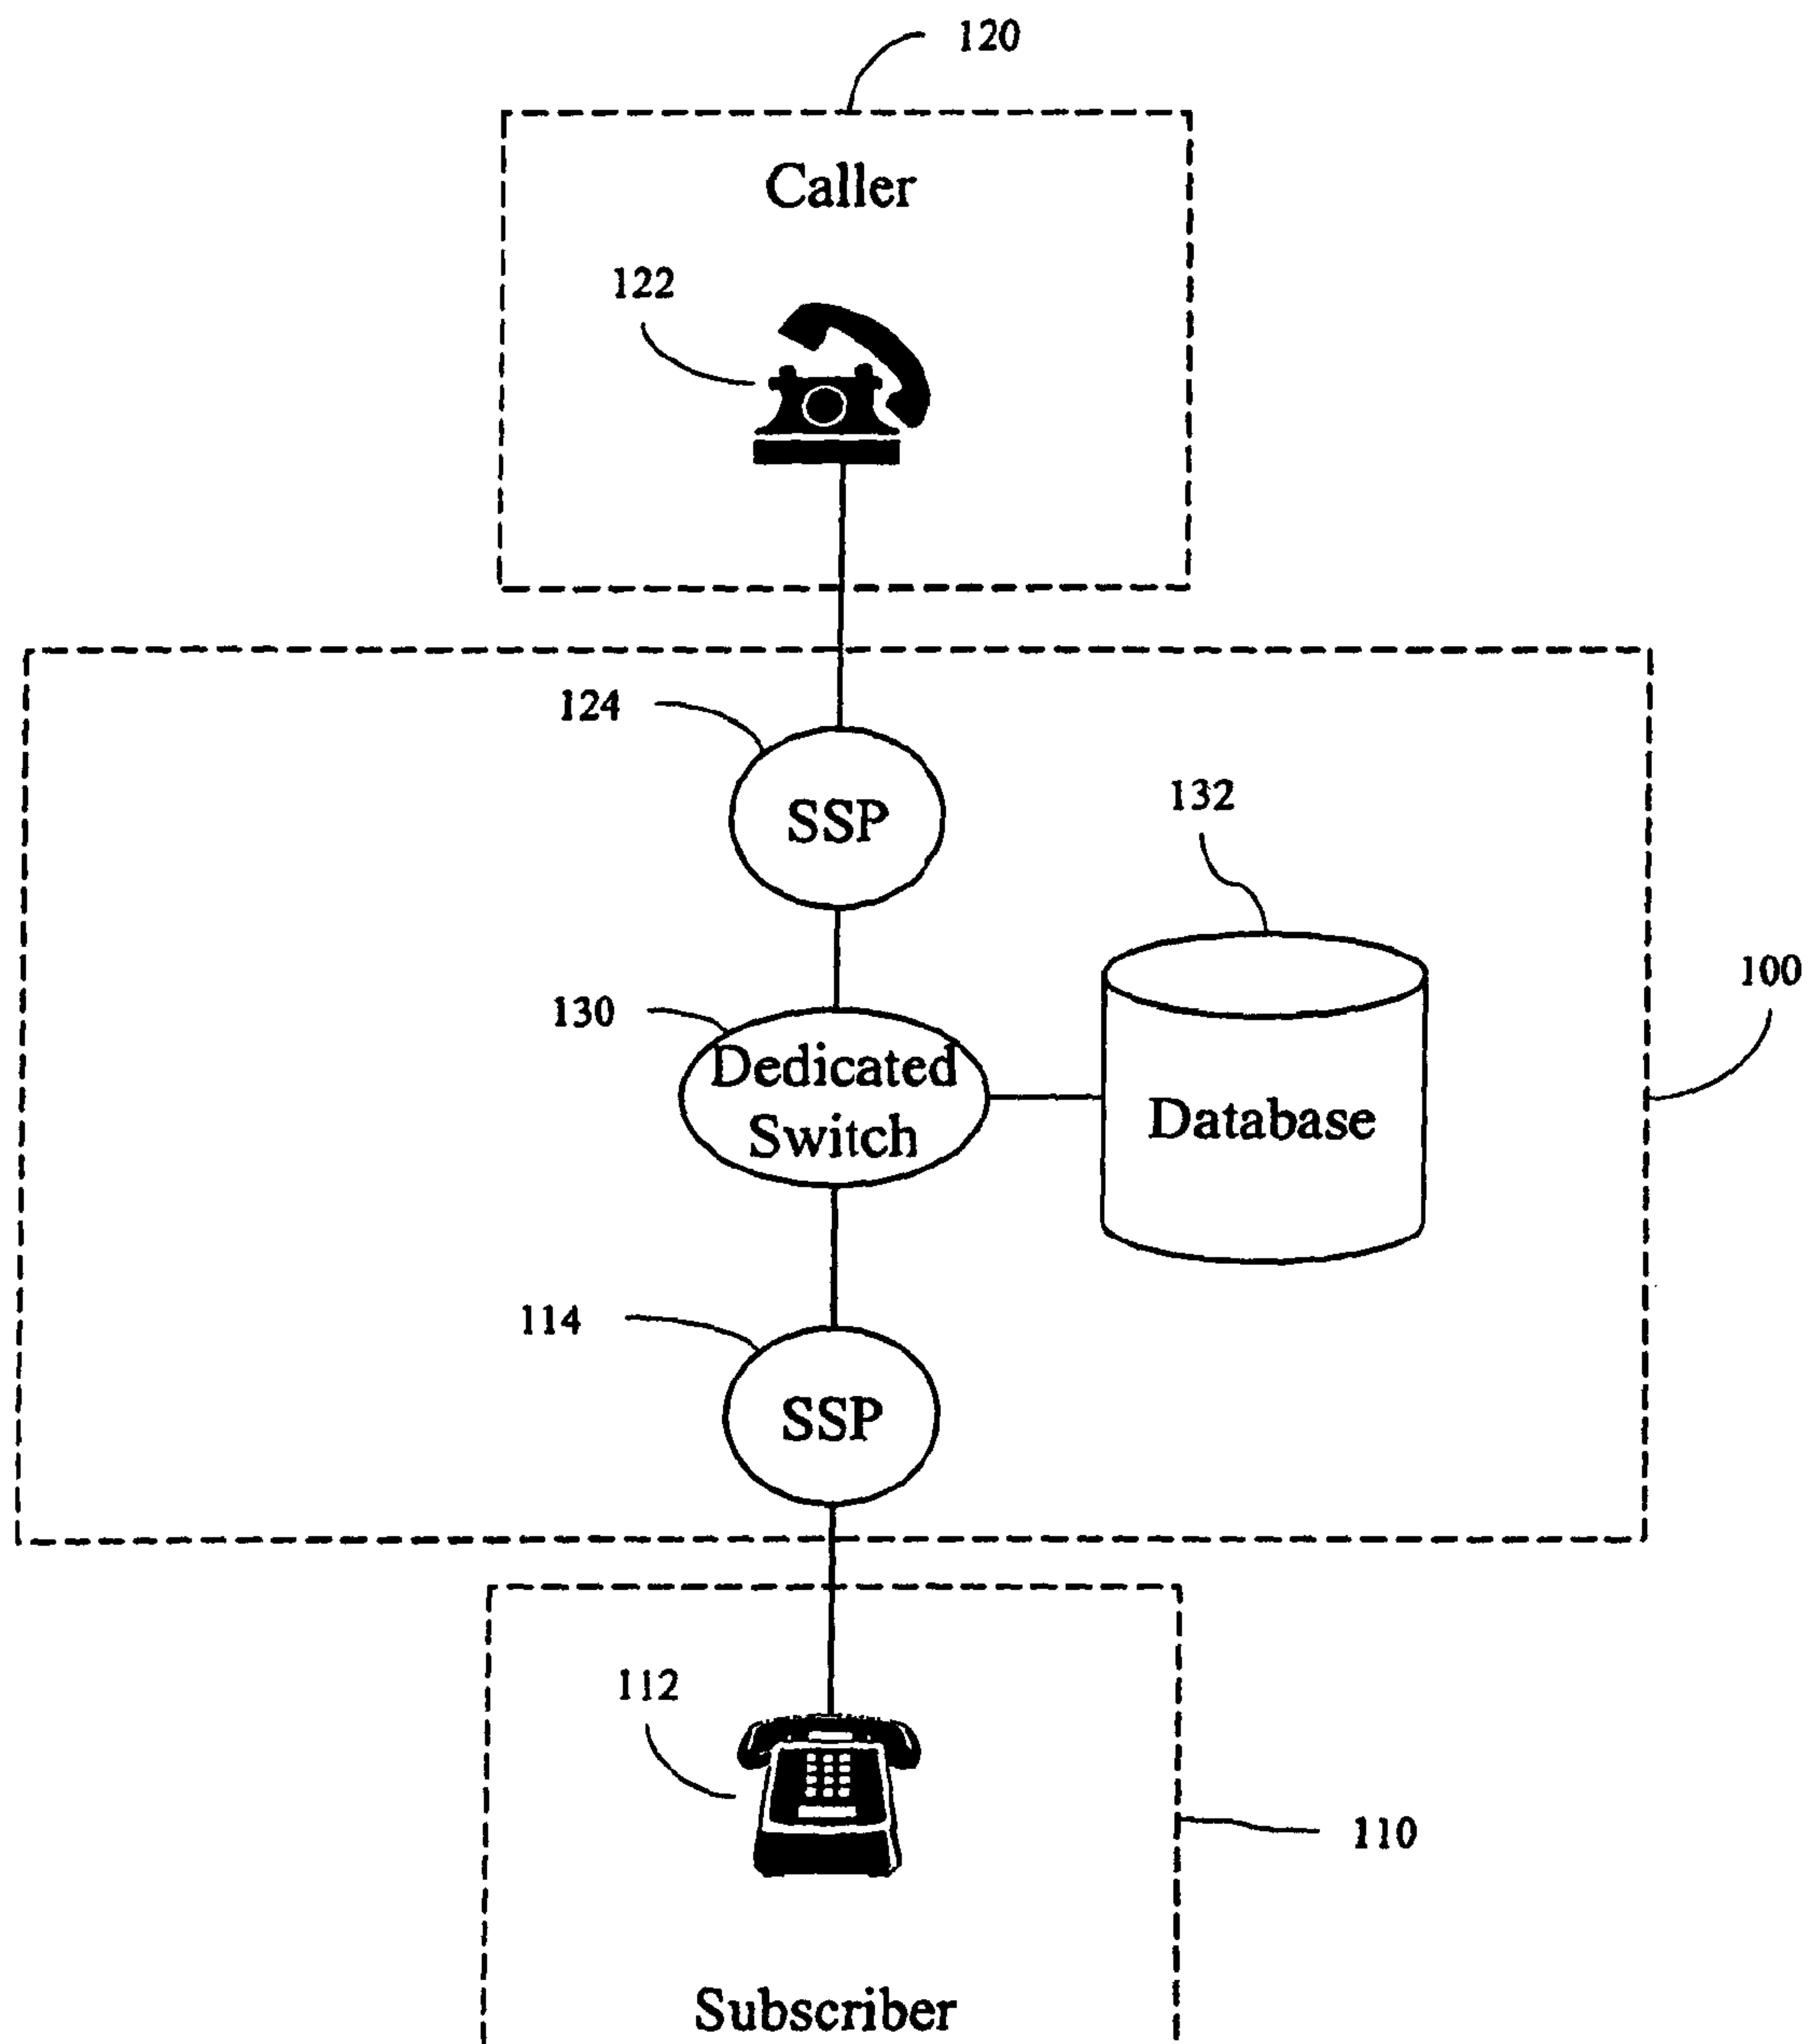 120
Caller
122
124
SSP
132
100
130
Dedicated
Switch
Database
114
SSP
112
110
Subscriber